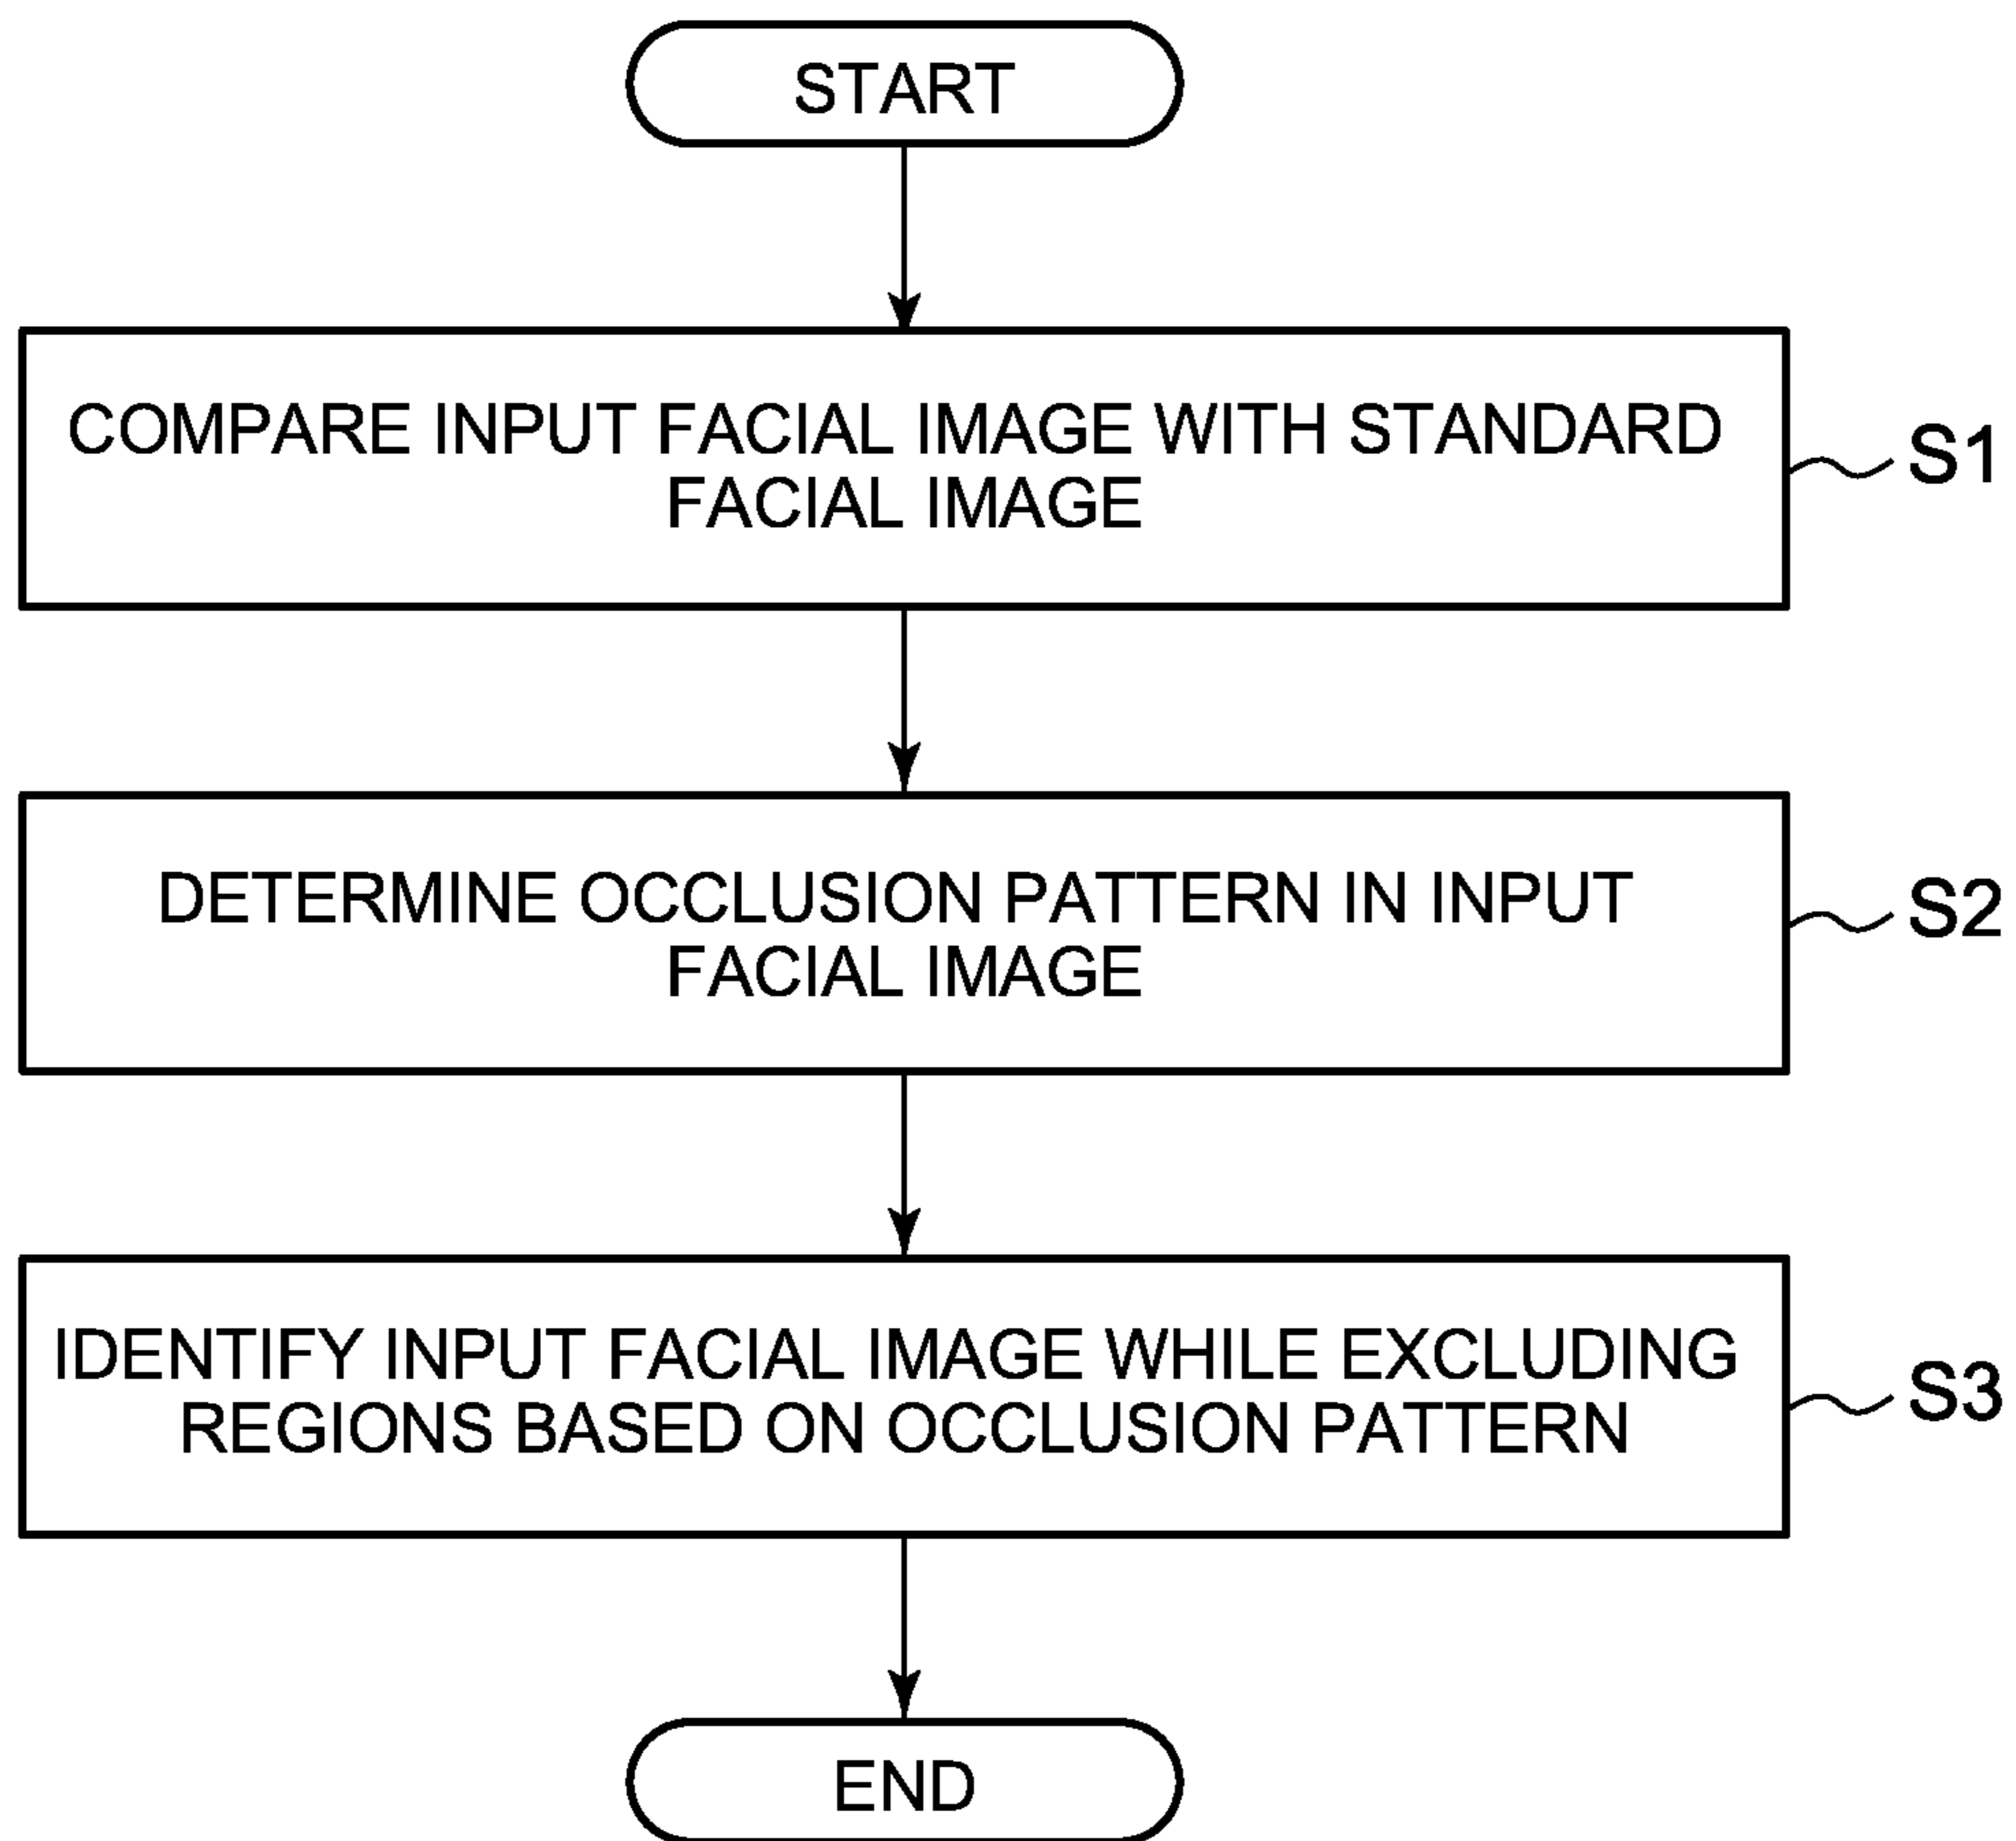 START
COMPARE INPUT FACIAL IMAGE WITH STANDARD
FACIAL IMAGE
S1
DETERMINE OCCLUSION PATTERN IN INPUT
FACIAL IMAGE
S2
IDENTIFY INPUT FACIAL IMAGE WHILE EXCLUDING
REGIONS BASED ON OCCLUSION PATTERN
S3
END